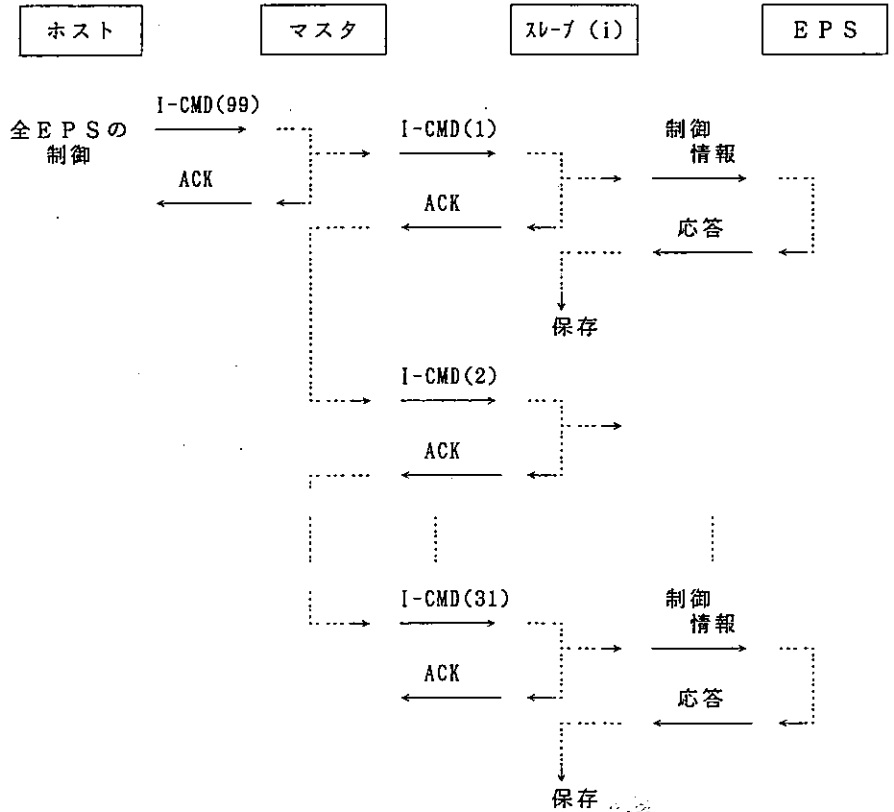 ホスト
マスタ
ｽﾚｰﾌﾞ (i)
ＥＰＳ
I-CMD(99)
全ＥＰＳの
制御
ACK
I-CMD(1)
ACK
制御
情報
応答
保存
I-CMD(2)
ACK
I-CMD(31)
ACK
制御
情報
応答
保存